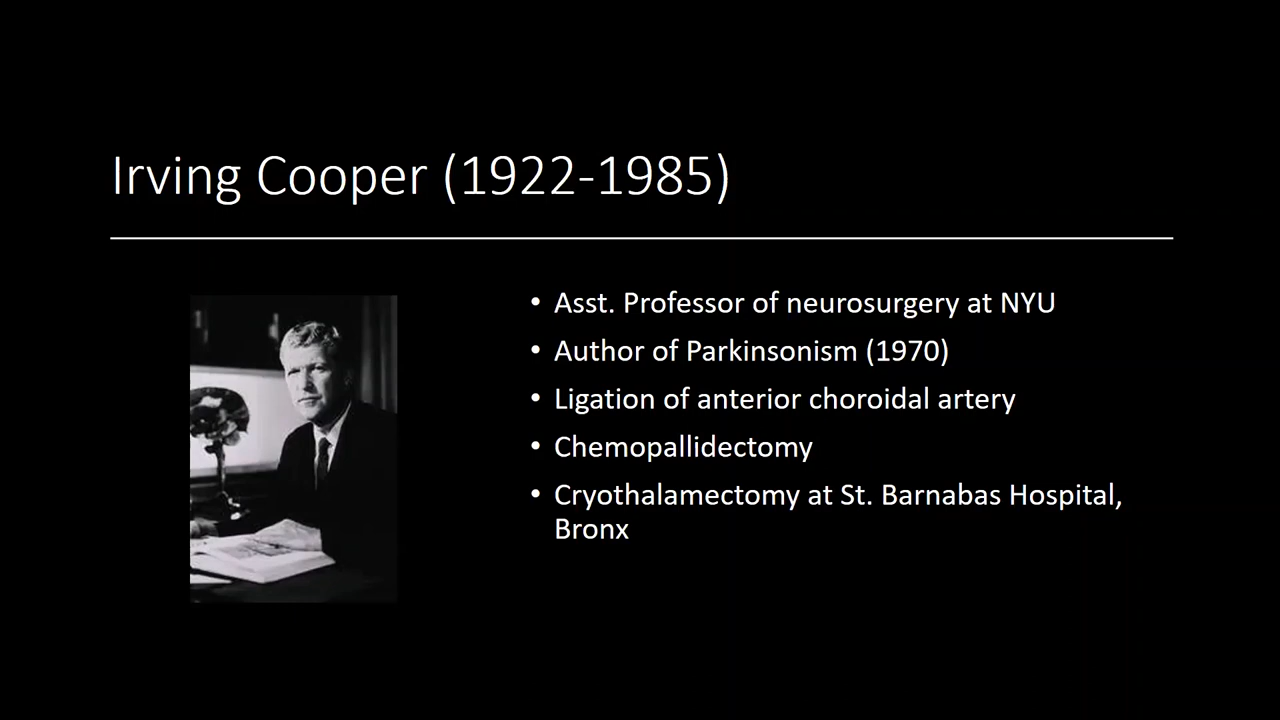 Irving Cooper (1922-1985)
• Asst. Professor of neurosurgery at NYU
• Author of Parkinsonism (1970)
• Ligation of anterior choroidal artery
• Chemopallidectomy
• Cryothalamectomy at St. Barnabas Hospital,
Bronx